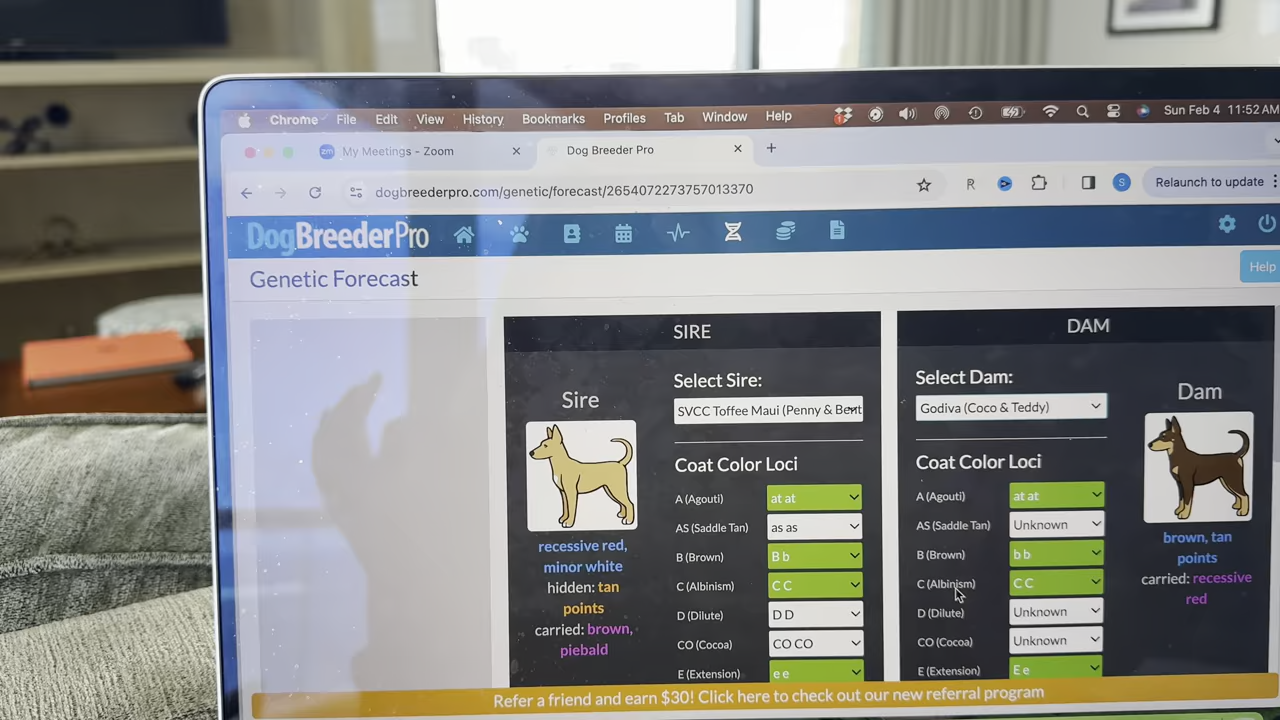 Chrome File Edit View History Bookmarks Profiles Tab Window Help Sun Feb 4 11:52 AM
zm My Meetings - Zoom Dog Breeder Pro
dogbreederpro.com/genetic/forecast/2654072273757013370 R S Relaunch to update
DogBreederPro
Genetic Forecast
Help
SIRE
Sire
Select Sire:
SVCC Toffee Maui (Penny & Bent
Coat Color Loci
A (Agouti) at at
AS (Saddle Tan) as as
B (Brown) B b
C (Albinism) C C
D (Dilute) D D
CO (Cocoa) CO CO
E (Extension) e e
recessive red,
minor white
hidden: tan
points
carried: brown,
piebald
DAM
Select Dam:
Godiva (Coco & Teddy)
Dam
Coat Color Loci
A (Agouti) at at
AS (Saddle Tan) Unknown
B (Brown) b b
C (Albinism) C C
D (Dilute) Unknown
CO (Cocoa) Unknown
E (Extension) E e
brown, tan
points
carried: recessive
red
Refer a friend and earn $30! Click here to check out our new referral program